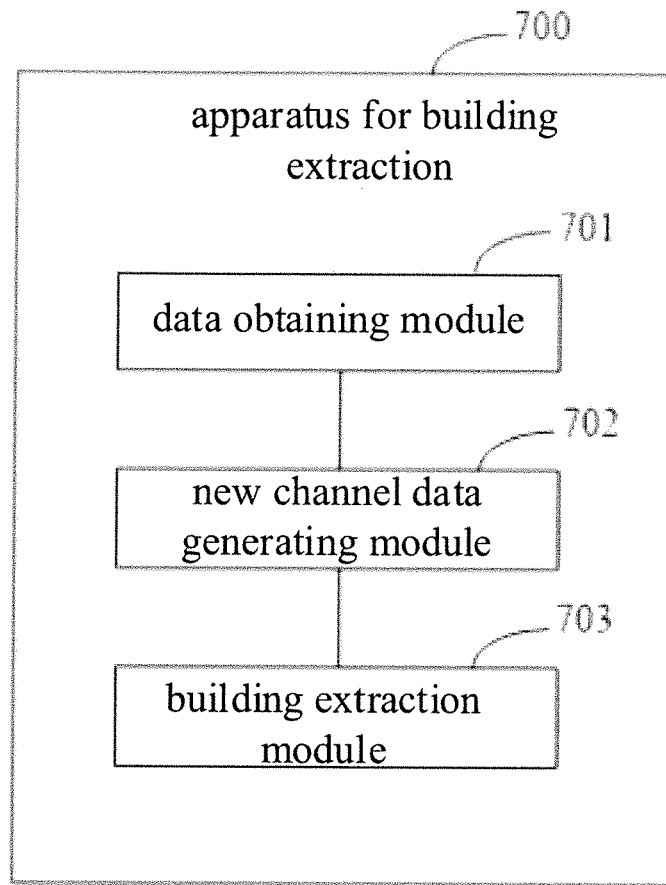 700
apparatus for building
extraction
701
data obtaining module
702
new channel data
generating module
703
building extraction
module